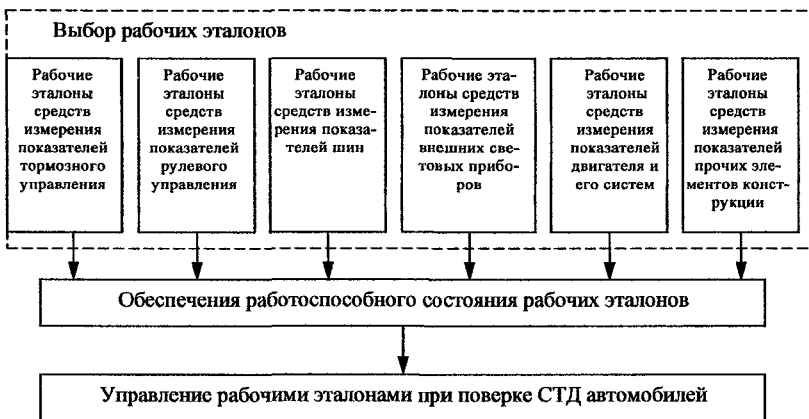 Выбор рабочих эталонов
Рабочие
эталоны
средств
измерения
показателей
тормозного
управления
Рабочие
эталоны
средств
измерения
показателей
рулевого
управления
Рабочие
эталоны
средств изме-
рения показа-
телей шин
Рабочие эта-
лоны средств
измерения
показателей
внешних све-
товых прибо-
ров
Рабочие
эталоны
средств
измерения
показателей
двигателя и
его систем
Рабочие
эталоны
средств
измерения
показателей
прочих эле-
ментов конст-
рукции
Обеспечения работоспособного состояния рабочих эталонов
Управление рабочими эталонами при поверке СТД автомобилей